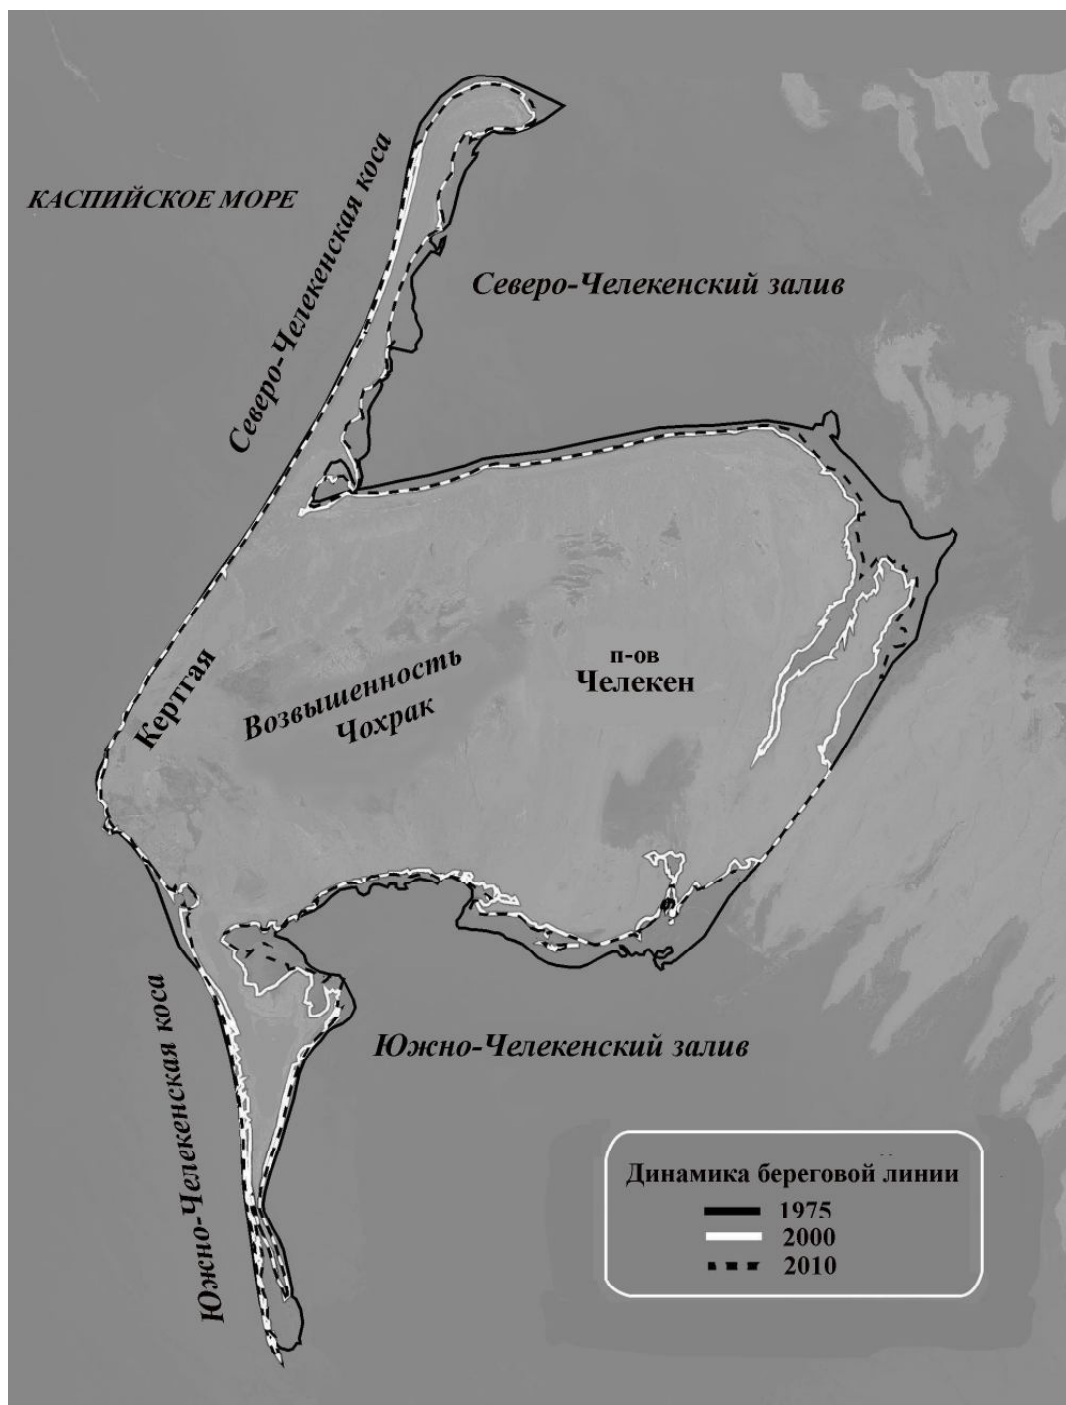 КАСПИЙСКОЕ МОРЕ
Северо-Челекенская коса
Северо-Челекенский залив
Кертгая
Возвышенность
Чохрак
п-ов
Челекен
Южно-Челекенская коса
Южно-Челекенский залив
Динамика береговой линии
1975
2000
2010